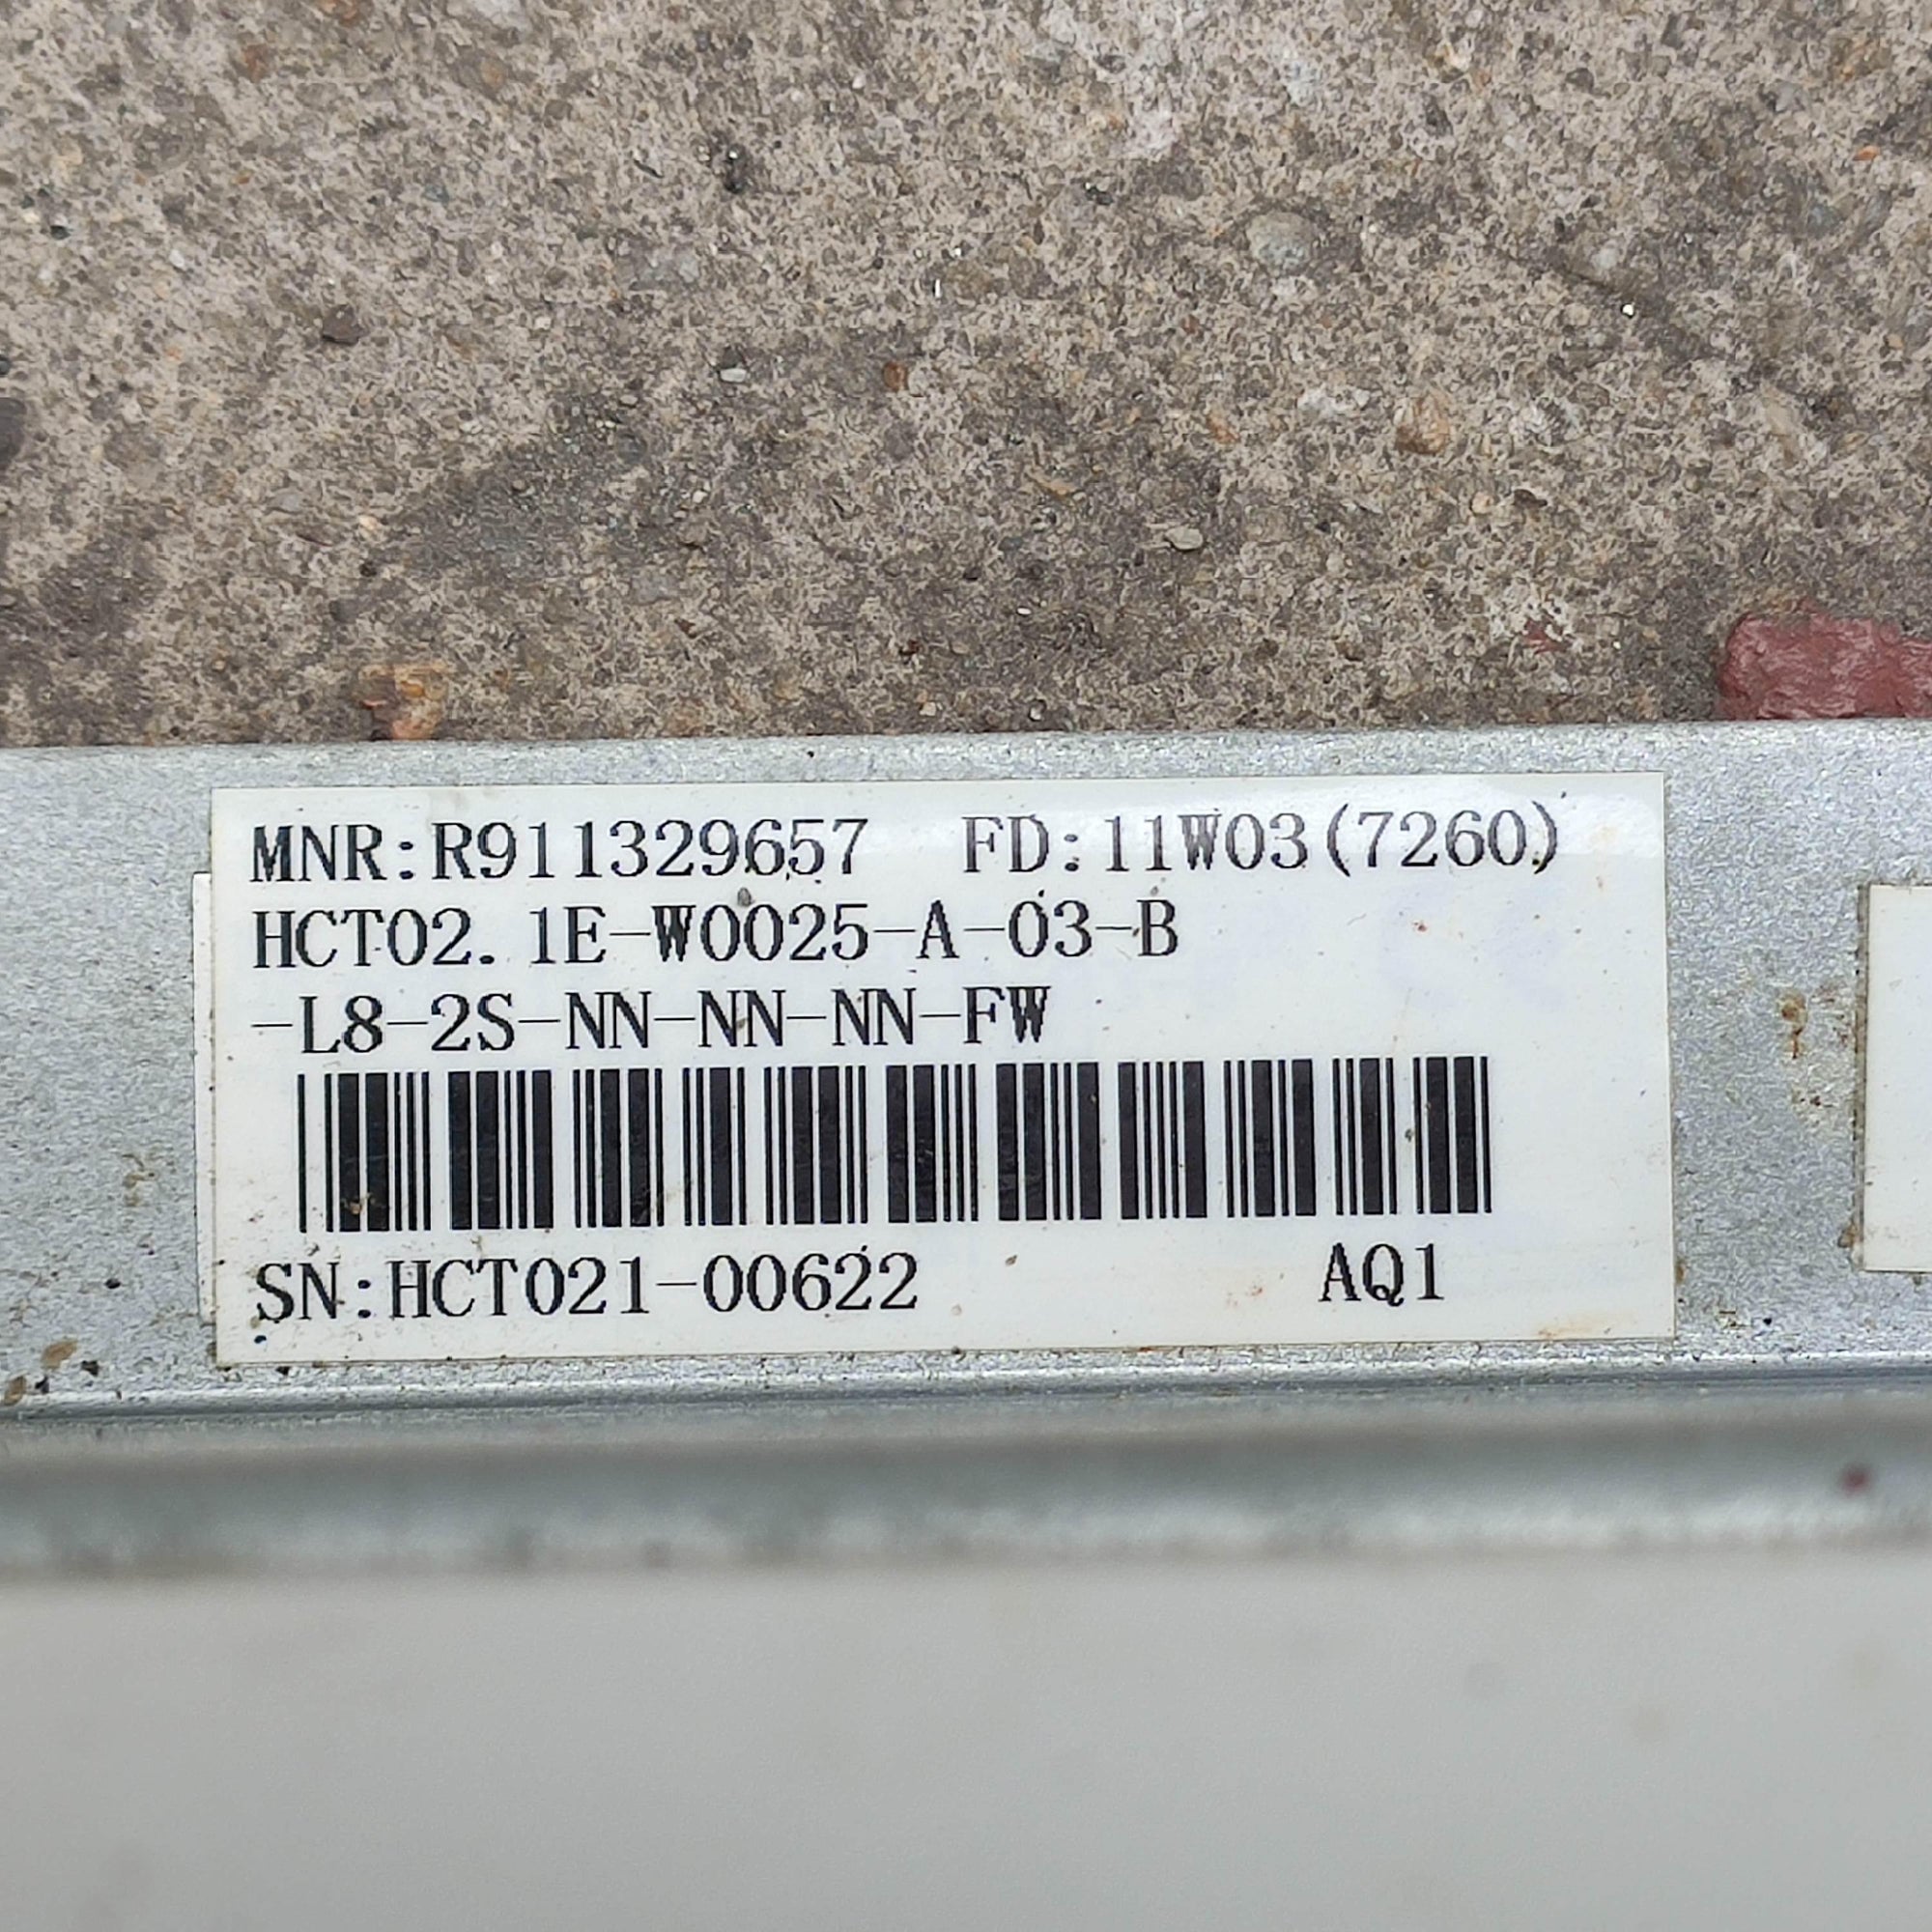 MNR:R911329657 FD:11W03(7260)
HCT02.1E-W0025-A-03-B
-L8-2S-NN-NN-NN-FW
SN:HCT021-00622 AQ1